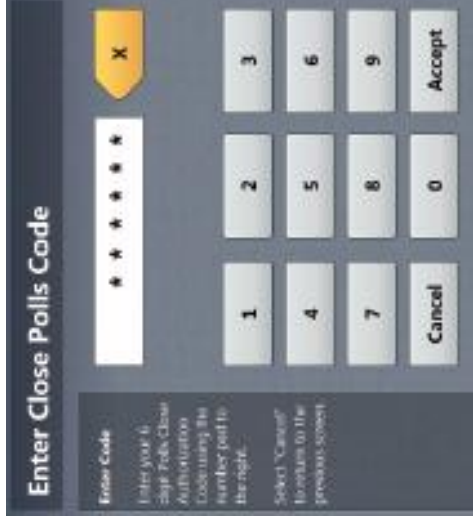 Enter Close Polls Code
Enter Code
Enter your 6
digit Polls Close
Authorization
Code using the
number pad to
the right.
Select "Cancel"
to return to the
previous screen
* * * * * * X
1 2 3
4 5 6
7 8 9
Cancel 0 Accept